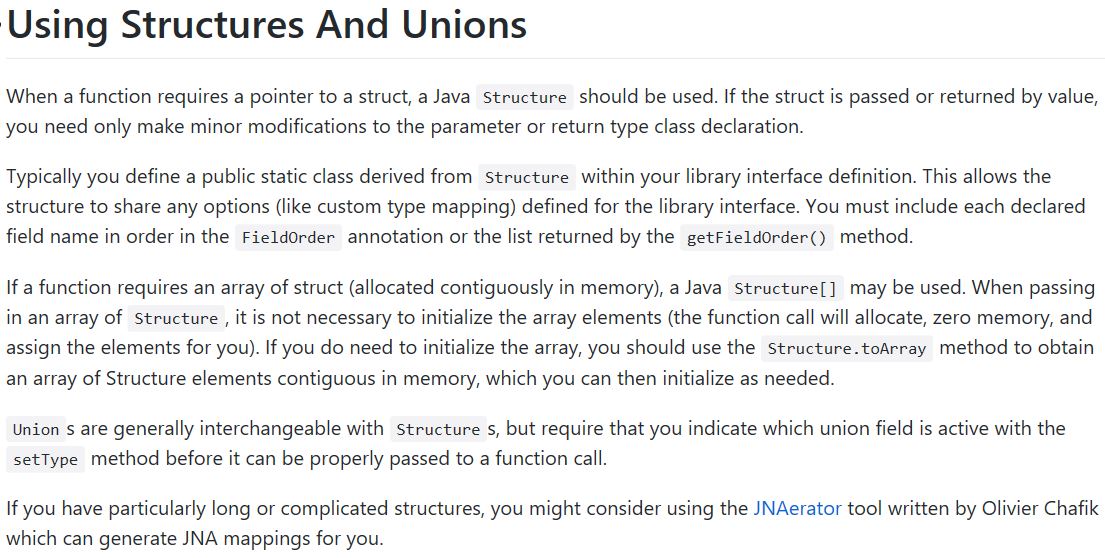 Using Structures And Unions
When a function requires a pointer to a struct, a Java Structure should be used. If the struct is passed or returned by value,
you need only make minor modifications to the parameter or return type class declaration.
Typically you define a public static class derived from Structure within your library interface definition. This allows the
structure to share any options (like custom type mapping) defined for the library interface. You must include each declared
field name in order in the FieldOrder annotation or the list returned by the getFieldOrder() method.
If a function requires an array of struct (allocated contiguously in memory), a Java Structure[] may be used. When passing
in an array of Structure, it is not necessary to initialize the array elements (the function call will allocate, zero memory, and
assign the elements for you). If you do need to initialize the array, you should use the Structure.toArray method to obtain
an array of Structure elements contiguous in memory, which you can then initialize as needed.
Unions are generally interchangeable with Structures, but require that you indicate which union field is active with the
setType method before it can be properly passed to a function call.
If you have particularly long or complicated structures, you might consider using the JNAerator tool written by Olivier Chafik
which can generate JNA mappings for you.